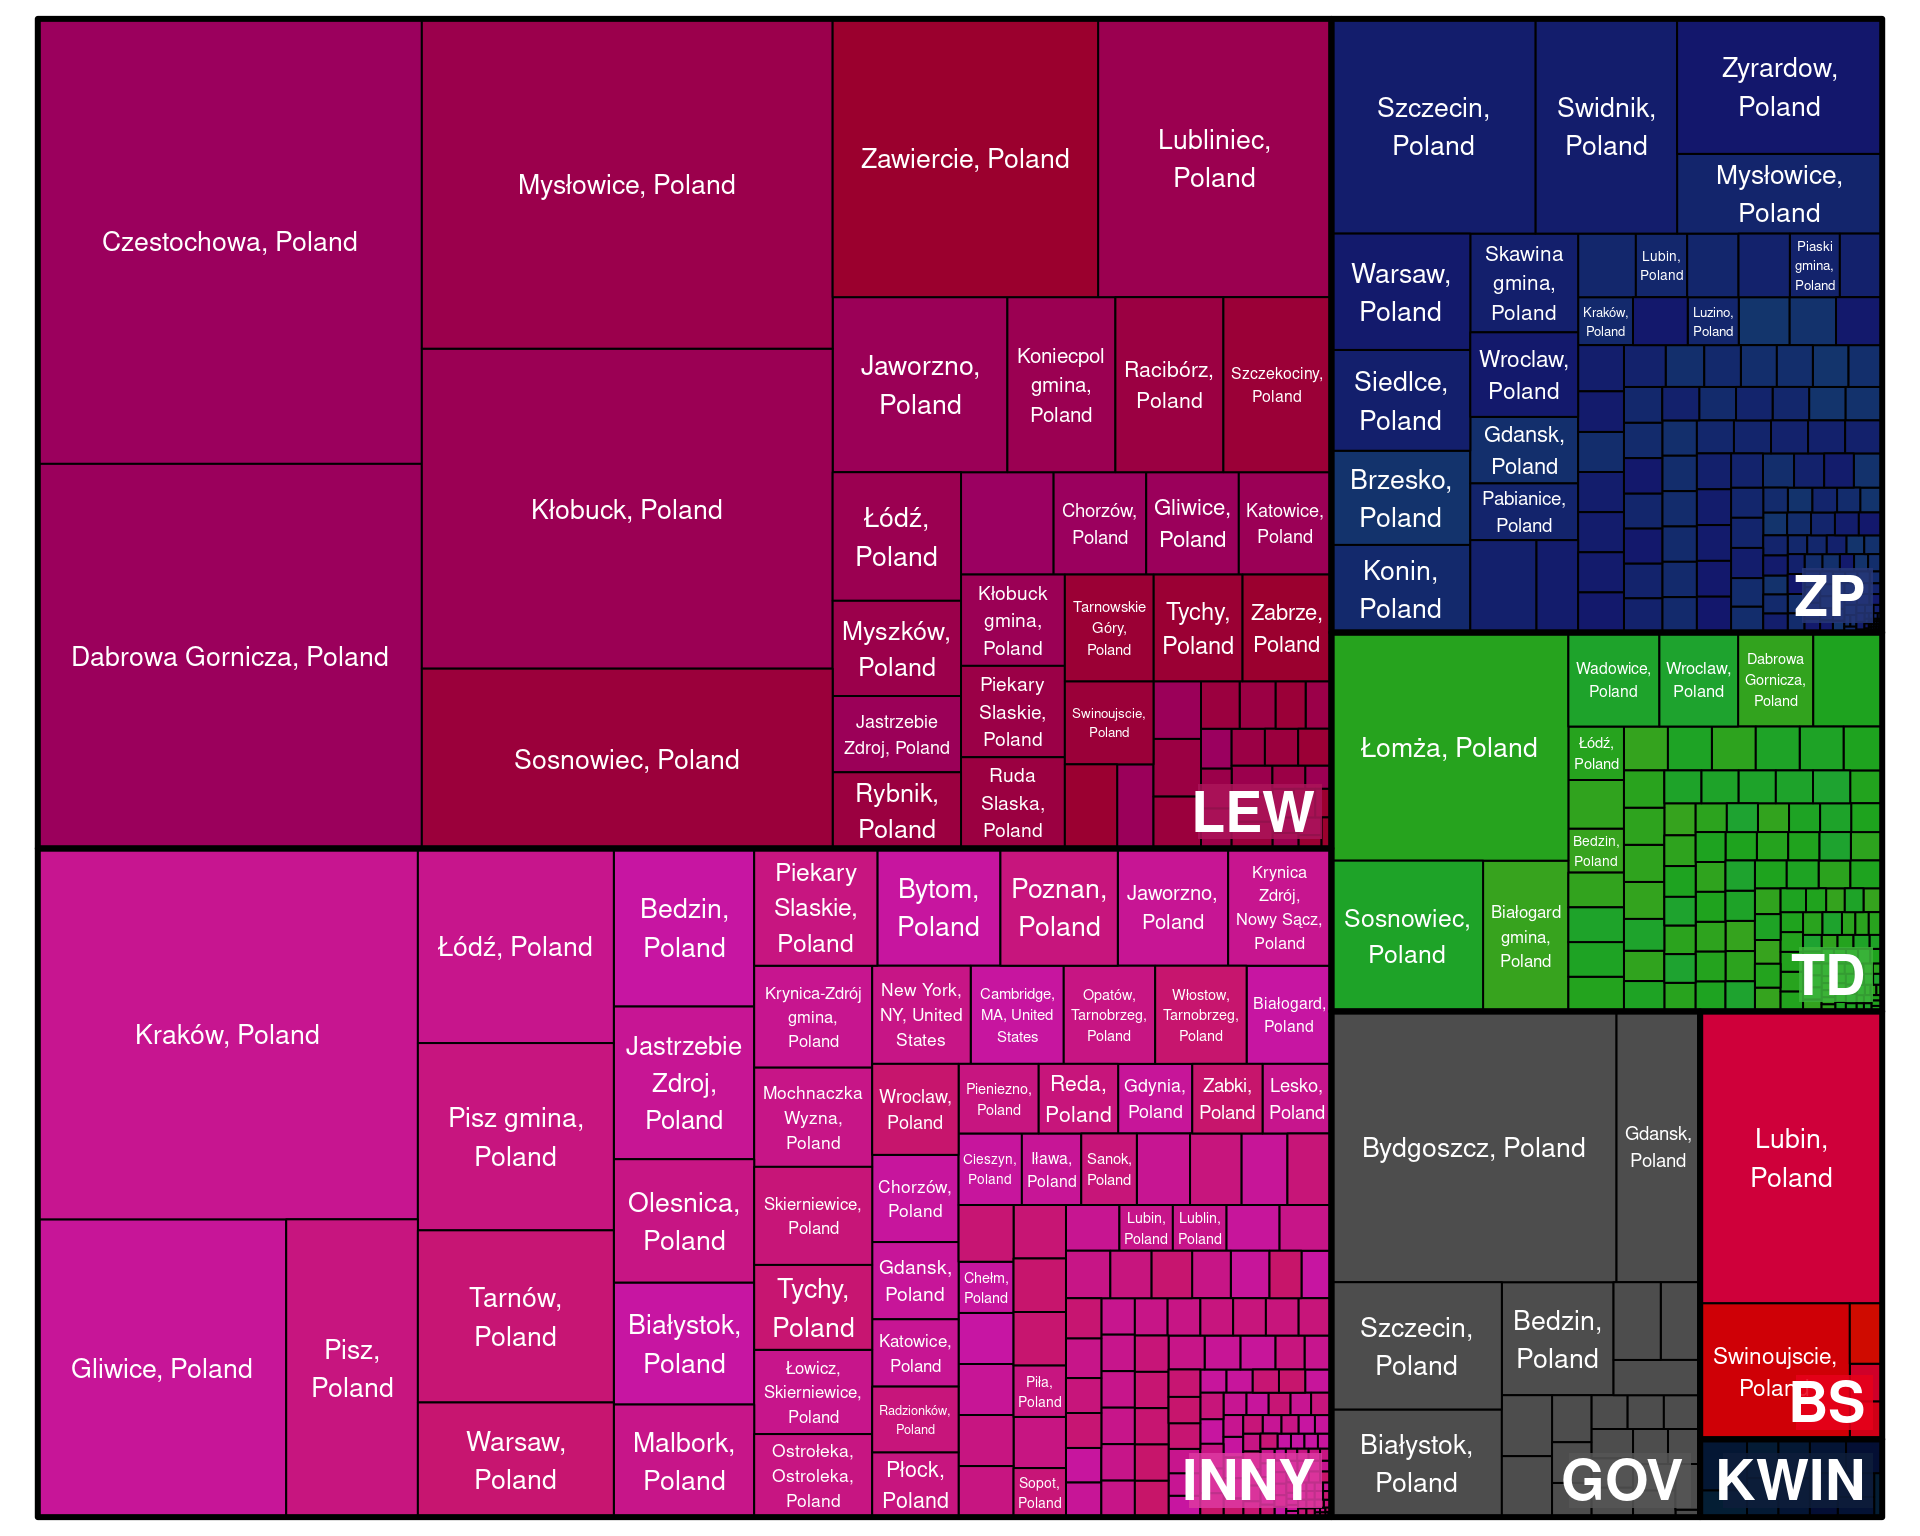 Czestochowa, Poland
Dabrowa Gornicza, Poland
Mysłowice, Poland
Kłobuck, Poland
Sosnowiec, Poland
Zawiercie, Poland
Lubliniec,
Poland
Jaworzno,
Poland
Koniecpol
gmina,
Poland
Racibórz,
Poland
Szczekociny,
Poland
Łódź,
Poland
Myszków,
Poland
Jastrzebie
Zdroj, Poland
Rybnik,
Poland
Chorzów,
Poland
Gliwice,
Poland
Katowice,
Poland
Kłobuck
gmina,
Poland
Piekary
Slaskie,
Poland
Ruda
Slaska,
Poland
Tarnowskie
Góry,
Poland
Tychy,
Poland
Zabrze,
Poland
Swinoujscie,
Poland
LEW
Szczecin,
Poland
Swidnik,
Poland
Zyrardow,
Poland
Mysłowice,
Poland
Warsaw,
Poland
Siedlce,
Poland
Brzesko,
Poland
Konin,
Poland
Skawina
gmina,
Poland
Wroclaw,
Poland
Gdansk,
Poland
Pabianice,
Poland
Lubin,
Poland
Piaski
gmina,
Poland
Kraków,
Poland
Luzino,
Poland
ZP
Łomża, Poland
Sosnowiec,
Poland
Białogard
gmina,
Poland
Wadowice,
Poland
Wroclaw,
Poland
Dabrowa
Gornicza,
Poland
Łódź,
Poland
Bedzin,
Poland
TD
Kraków, Poland
Gliwice, Poland
Pisz,
Poland
Łódź, Poland
Pisz gmina,
Poland
Tarnów,
Poland
Warsaw,
Poland
Bedzin,
Poland
Jastrzebie
Zdroj,
Poland
Olesnica,
Poland
Białystok,
Poland
Malbork,
Poland
Piekary
Slaskie,
Poland
Bytom,
Poland
Poznan,
Poland
Jaworzno,
Poland
Krynica
Zdrój,
Nowy Sącz,
Poland
Krynica-Zdrój
gmina,
Poland
Mochnaczka
Wyzna,
Poland
Skierniewice,
Poland
Tychy,
Poland
Łowicz,
Skierniewice,
Poland
Ostrołeka,
Ostroleka,
Poland
New York,
NY, United
States
Cambridge,
MA, United
States
Opatów,
Tarnobrzeg,
Poland
Włostow,
Tarnobrzeg,
Poland
Białogard,
Poland
Wroclaw,
Poland
Chorzów,
Poland
Gdansk,
Poland
Katowice,
Poland
Radzionków,
Poland
Płock,
Poland
Pieniezno,
Poland
Reda,
Poland
Gdynia,
Poland
Zabki,
Poland
Lesko,
Poland
Cieszyn,
Poland
Iława,
Poland
Sanok,
Poland
Lubin,
Poland
Lublin,
Poland
Chełm,
Poland
Piła,
Poland
Sopot,
Poland
INNY
Bydgoszcz, Poland
Gdansk,
Poland
Szczecin,
Poland
Bedzin,
Poland
Białystok,
Poland
GOV
Lubin,
Poland
Swinoujscie,
Poland
BS
KWIN